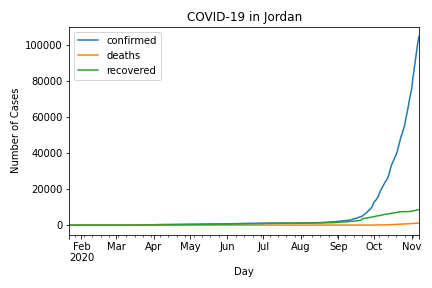 COVID-19 in Jordan
confirmed
deaths
recovered
Number of Cases
100000
80000
60000
40000
20000
0
Feb Mar Apr May Jun Jul Aug Sep Oct Nov
2020
Day